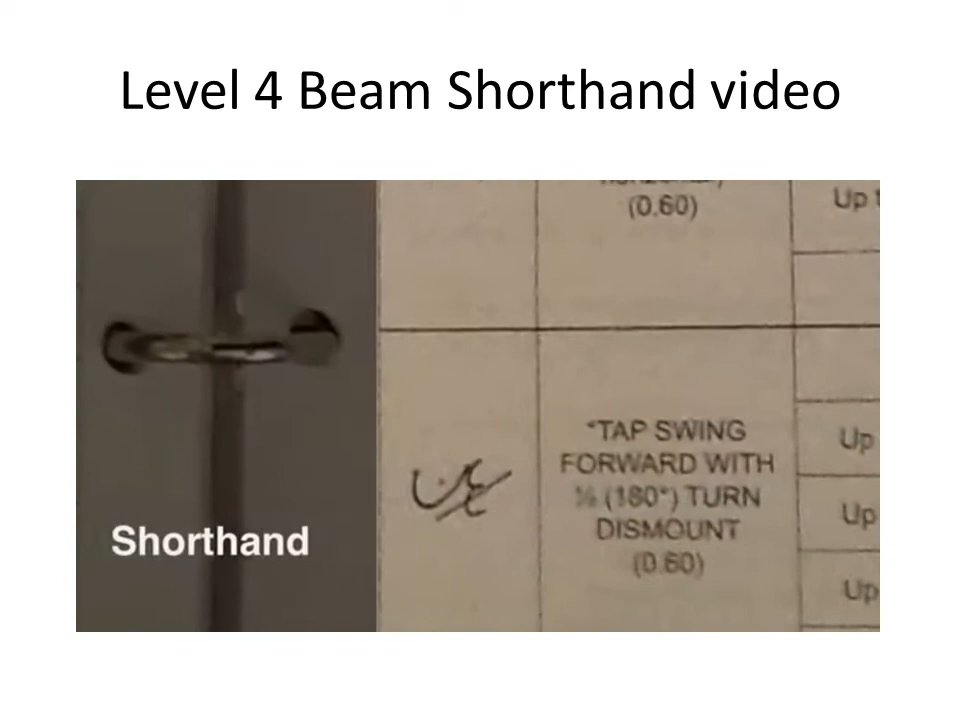 Level 4 Beam Shorthand video
(0.60)
Up
Shorthand
*TAP SWING
FORWARD WITH
½ (180°) TURN
DISMOUNT
(0.60)
Up
Up
Up